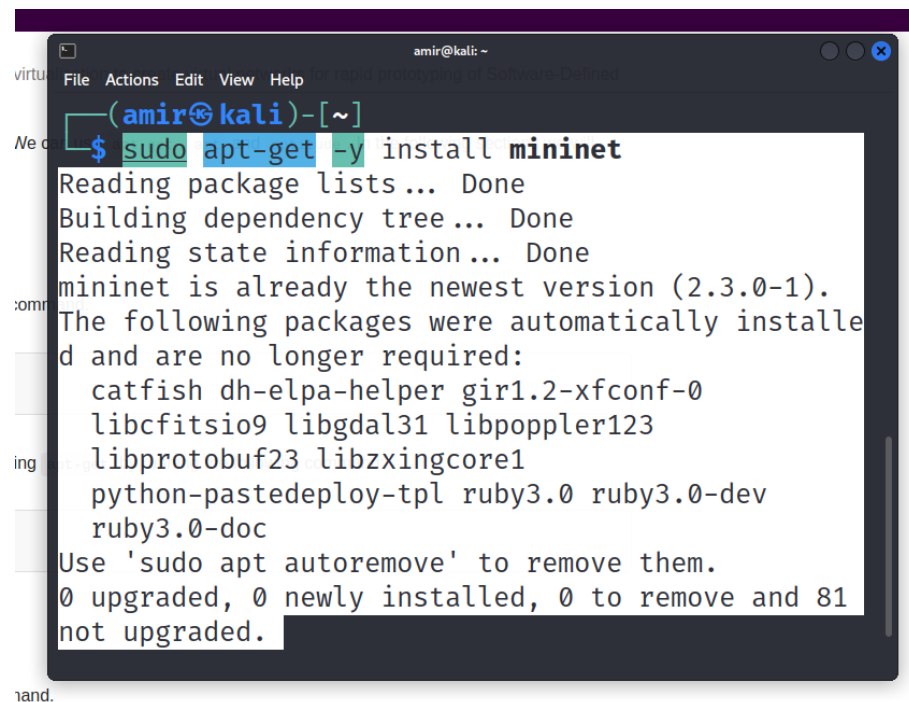 amir@kali: ~
File Actions Edit View Help
for rapid prototyping of Software-Defined
┌──(amir㉿kali)-[~]
└─$ sudo apt-get -y install mininet
Reading package lists... Done
Building dependency tree... Done
Reading state information... Done
mininet is already the newest version (2.3.0-1).
The following packages were automatically installe
d and are no longer required:
catfish dh-elpa-helper gir1.2-xfconf-0
libcfitsio9 libgdal31 libpoppler123
libprotobuf23 libzxingcore1
python-pastedeploy-tpl ruby3.0 ruby3.0-dev
ruby3.0-doc
Use 'sudo apt autoremove' to remove them.
0 upgraded, 0 newly installed, 0 to remove and 81
not upgraded.